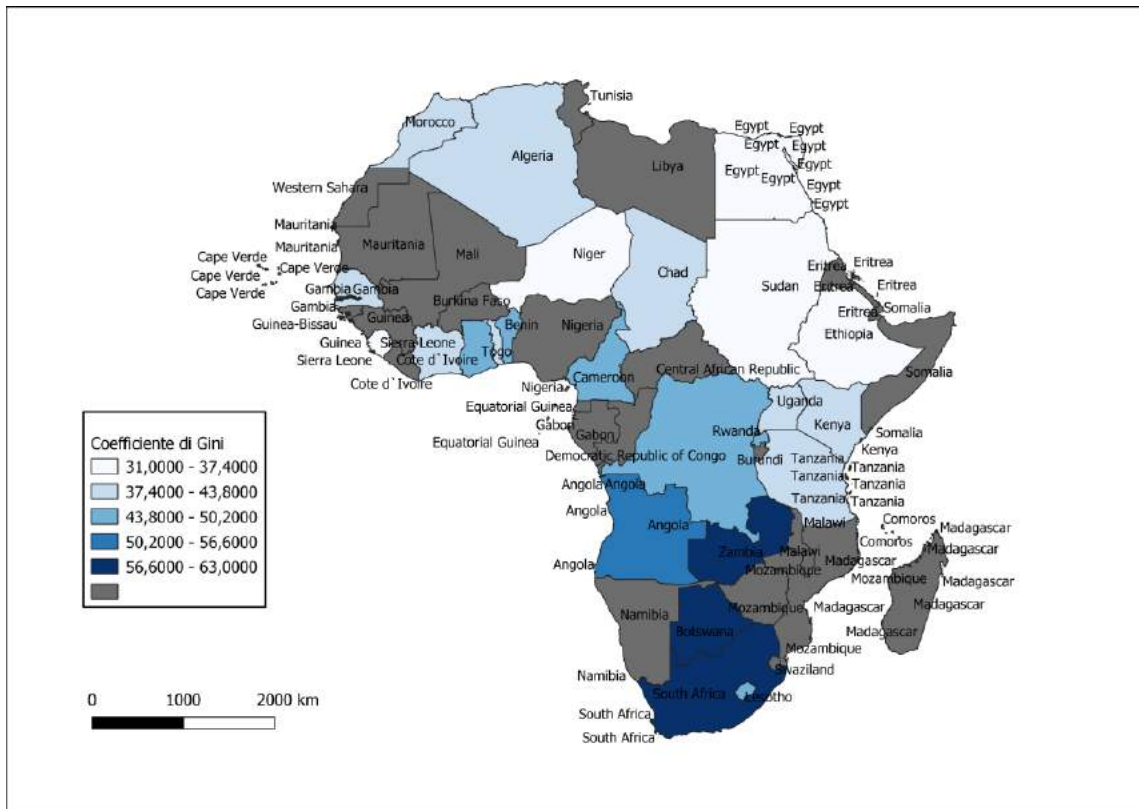 Tunisia
Morocco
Algeria
Libya
Egypt
Egypt
Egypt
Egypt
Egypt
Egypt
Egypt
Egypt
Egypt
Western Sahara
Mauritania
Mauritania
Mauritania
Mali
Niger
Chad
Sudan
Cape Verde
Cape Verde
Cape Verde
Eritrea
Eritrea
Eritrea
Eritrea
Eritrea
Somalia
Gambia
Gambia
Gambia
Burkina Faso
Guinea-Bissau
Guinea
Nigeria
Benin
Ethiopia
Guinea
Sierra Leone
Sierra Leone
Cote d`Ivoire
Togo
Cote d`Ivoire
Cameroon
Central African Republic
Somalia
Nigeria
Uganda
Equatorial Guinea
Gabon
Gabon
Rwanda
Kenya
Somalia
Equatorial Guinea
Democratic Republic of Congo
Burundi
Tanzania
Kenya
Tanzania
Tanzania
Tanzania
Tanzania
Tanzania
Angola
Angola
Angola
Angola
Angola
Malawi
Comoros
Madagascar
Zambia
Malawi
Madagascar
Comoros
Madagascar
Mozambique
Mozambique
Madagascar
Namibia
Mozambique
Madagascar
Madagascar
Botswana
Madagascar
Mozambique
Namibia
Swaziland
South Africa
Lesotho
South Africa
South Africa
Coefficiente di Gini
31,0000 - 37,4000
37,4000 - 43,8000
43,8000 - 50,2000
50,2000 - 56,6000
56,6000 - 63,0000
0 1000 2000 km